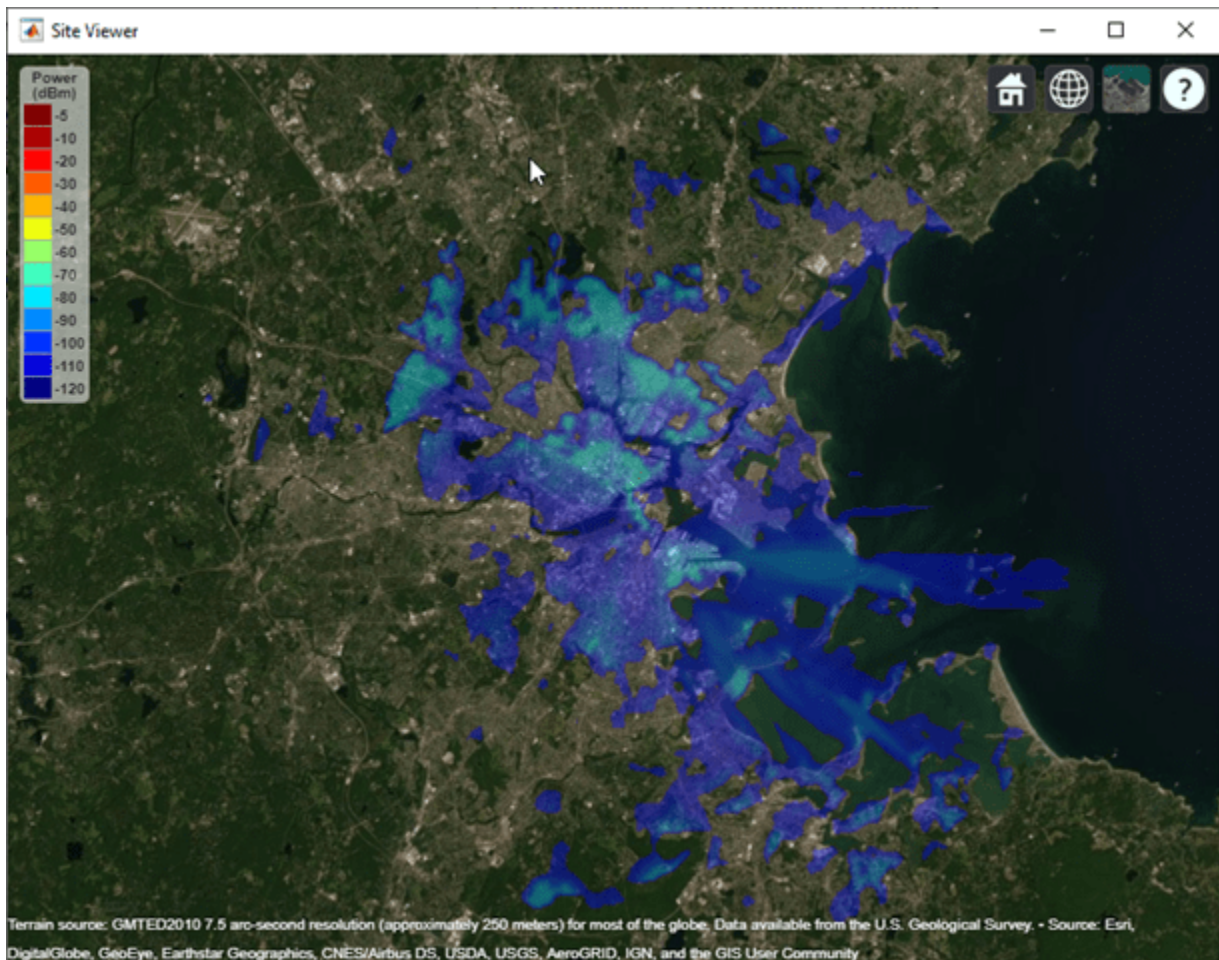 Site Viewer
Power
(dBm)
-5
-10
-20
-30
-40
-50
-60
-70
-80
-90
-100
-110
-120
?
Terrain source: GMTED2010 7.5 arc-second resolution (approximately 250 meters) for most of the globe. Data available from the U.S. Geological Survey. • Source: Esri,
DigitalGlobe, GeoEye, Earthstar Geographics, CNES/Airbus DS, USDA, USGS, AeroGRID, IGN, and the GIS User Community